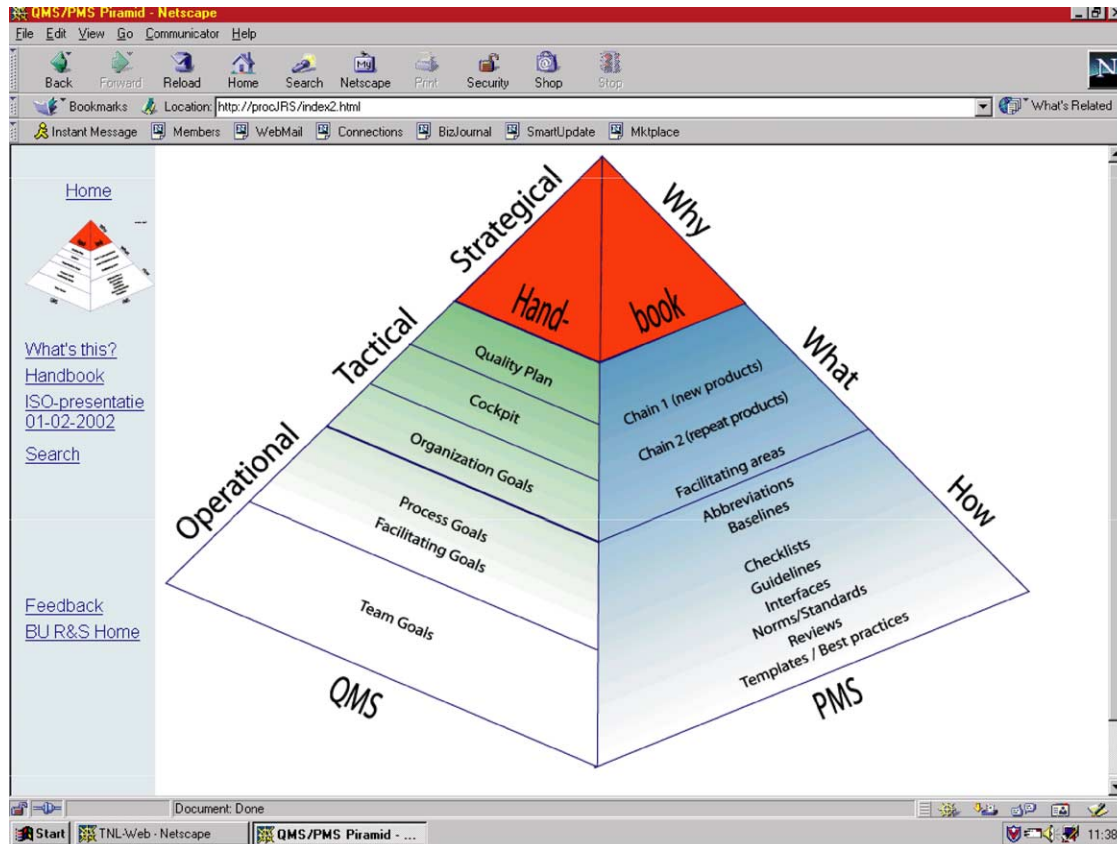 QMS/PMS Piramid - Netscape
File Edit View Go Communicator Help
Back Forward Reload Home Search Netscape Print Security Shop Stop
N
Bookmarks Location: http://procJRS/index2.html What's Related
Instant Message Members WebMail Connections BizJournal SmartUpdate Mktplace
Home
What's this?
Handbook
ISO-presentatie
01-02-2002
Search
Feedback
BU R&S Home
Strategical
Tactical
Operational
Why
What
How
Hand-
book
Quality Plan
Cockpit
Organization Goals
Process Goals
Facilitating Goals
Team Goals
QMS
Chain 1 (new products)
Chain 2 (repeat products)
Facilitating areas
Abbreviations
Baselines
Checklists
Guidelines
Interfaces
Norms/Standards
Reviews
Templates / Best practices
PMS
Document: Done
Start TNL-Web - Netscape QMS/PMS Piramid - ... 11:38